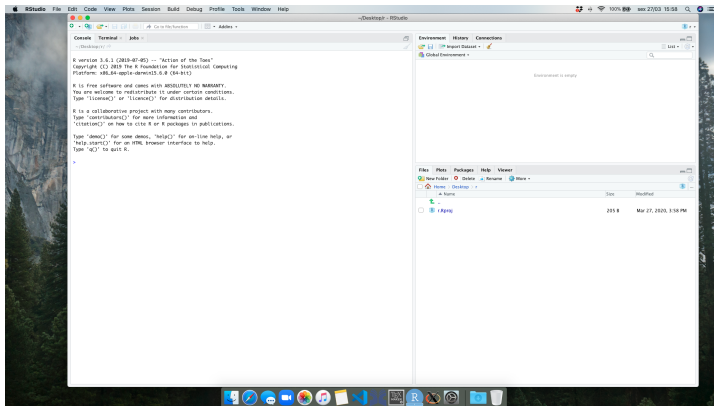 RStudio File Edit Code View Plots Session Build Debug Profile Tools Window Help 100% sex 27/03 15:58
~/Desktop/r - RStudio
Go to file/function Addins
Console Terminal Jobs
~/Desktop/r/
R version 3.6.1 (2019-07-05) -- "Action of the Toes"
Copyright (C) 2019 The R Foundation for Statistical Computing
Platform: x86_64-apple-darwin15.6.0 (64-bit)
R is free software and comes with ABSOLUTELY NO WARRANTY.
You are welcome to redistribute it under certain conditions.
Type 'license()' or 'licence()' for distribution details.
R is a collaborative project with many contributors.
Type 'contributors()' for more information and
'citation()' on how to cite R or R packages in publications.
Type 'demo()' for some demos, 'help()' for on-line help, or
'help.start()' for an HTML browser interface to help.
Type 'q()' to quit R.
>
Environment History Connections
Import Dataset List
Global Environment
Environment is empty
Files Plots Packages Help Viewer
New Folder Delete Rename More
Home Desktop r
Name Size Modified
..
r.Rproj 205 B Mar 27, 2020, 3:58 PM